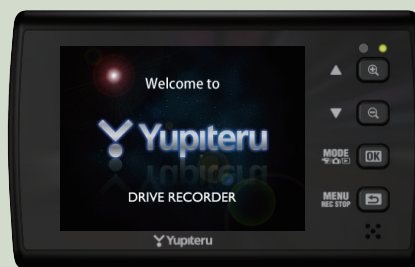 Welcome to
Yupiteru
DRIVE RECORDER
MODE
OK
MENU
REC STOP
Yupiteru